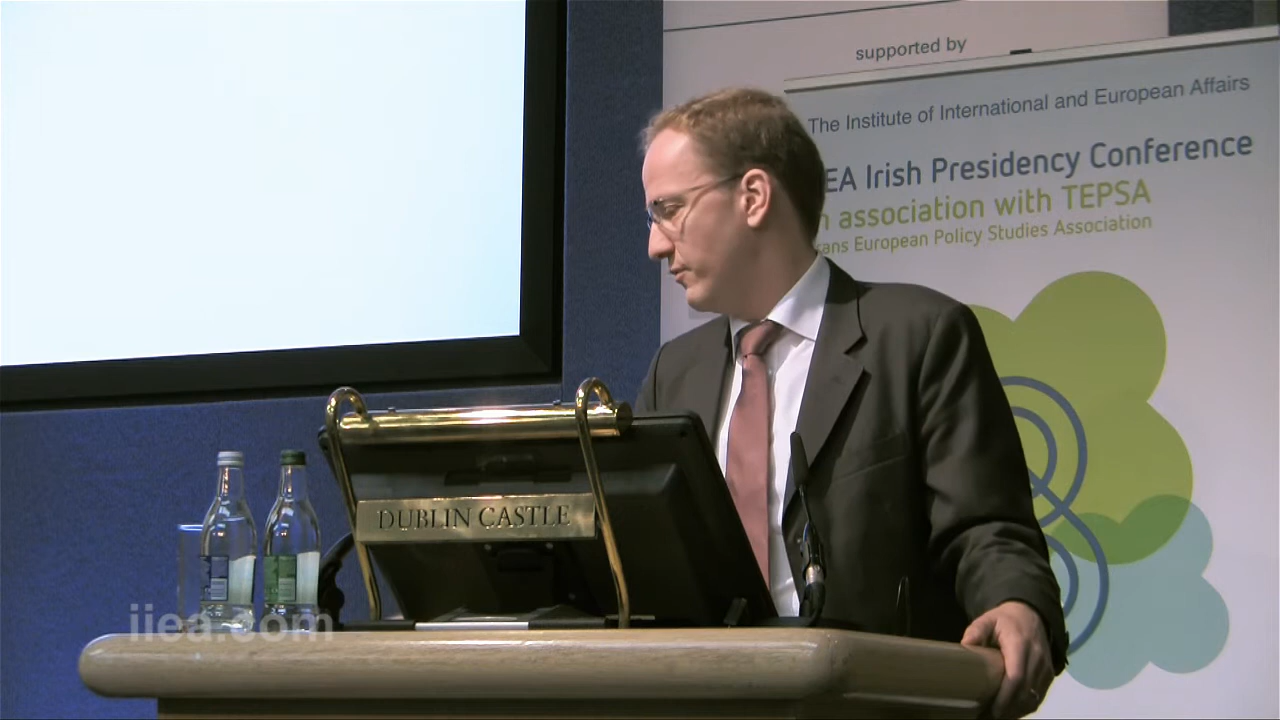 supported by
The Institute of International and European Affairs
EA Irish Presidency Conference
association with TEPSA
European Policy Studies Association
DUBLIN CASTLE
iiea.com